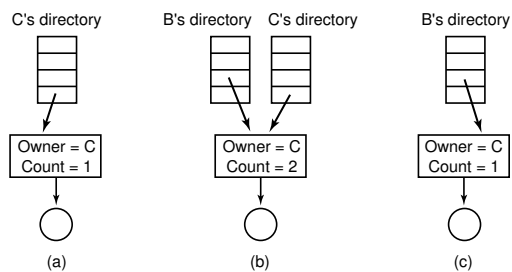 C's directory
B's directory
C's directory
B's directory
Owner = C
Count = 1
Owner = C
Count = 2
Owner = C
Count = 1
(a)
(b)
(c)